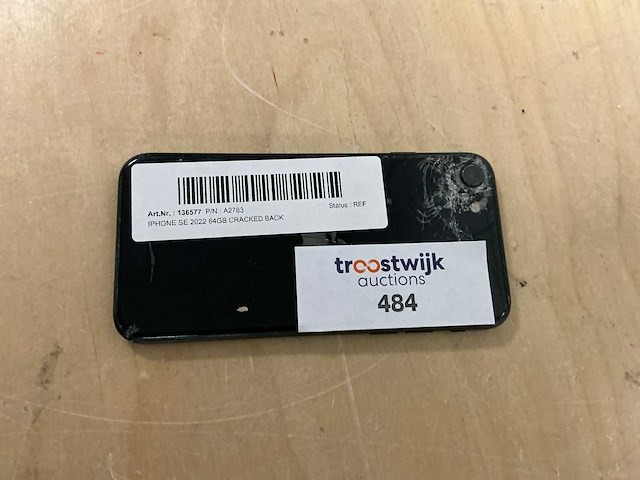 Art.Nr. : 136577 P/N : A2783 Status : REF
IPHONE SE 2022 64GB CRACKED BACK
troostwijk
auctions
484